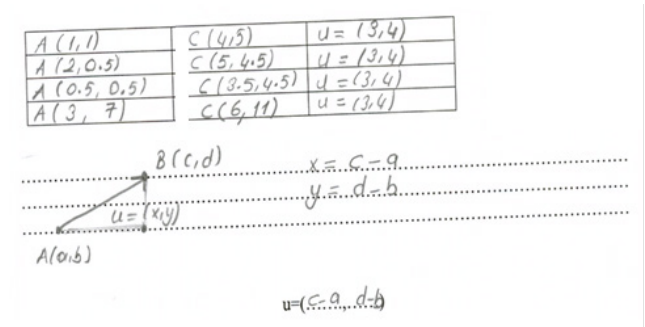 A(1,1) C(4,5) u=(3,4)
A(2,0.5) C(5,4.5) u=(3,4)
A(0.5, 0.5) C(3.5,4.5) u=(3,4)
A(3, 7) C(6,11) u=(3,4)
B(c,d) x= c-a
y= d-b
u=(x,y)
A(a,b)
u=(c-a, d-b)